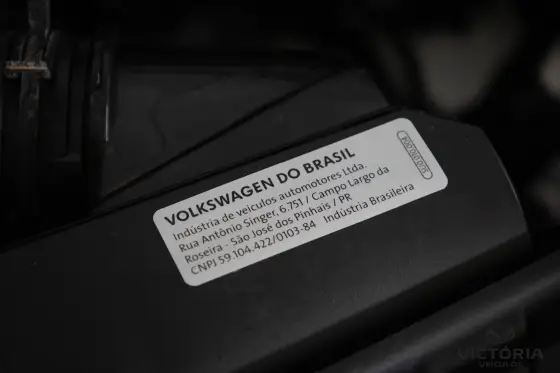 VOLKSWAGEN DO BRASIL
Indústria de veículos automotores Ltda.
Rua Antônio Singer, 6.751 / Campo Largo da
Roseira - São José dos Pinhais / PR
CNPJ 59.104.422/0103-84 Indústria Brasileira
VICTÓRIA
VEÍCULOS